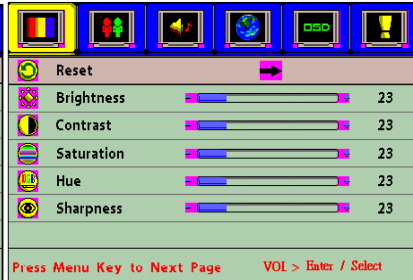 OSD
Reset
Brightness 23
Contrast 23
Saturation 23
Hue 23
Sharpness 23
Press Menu Key to Next Page VOL > Enter / Select